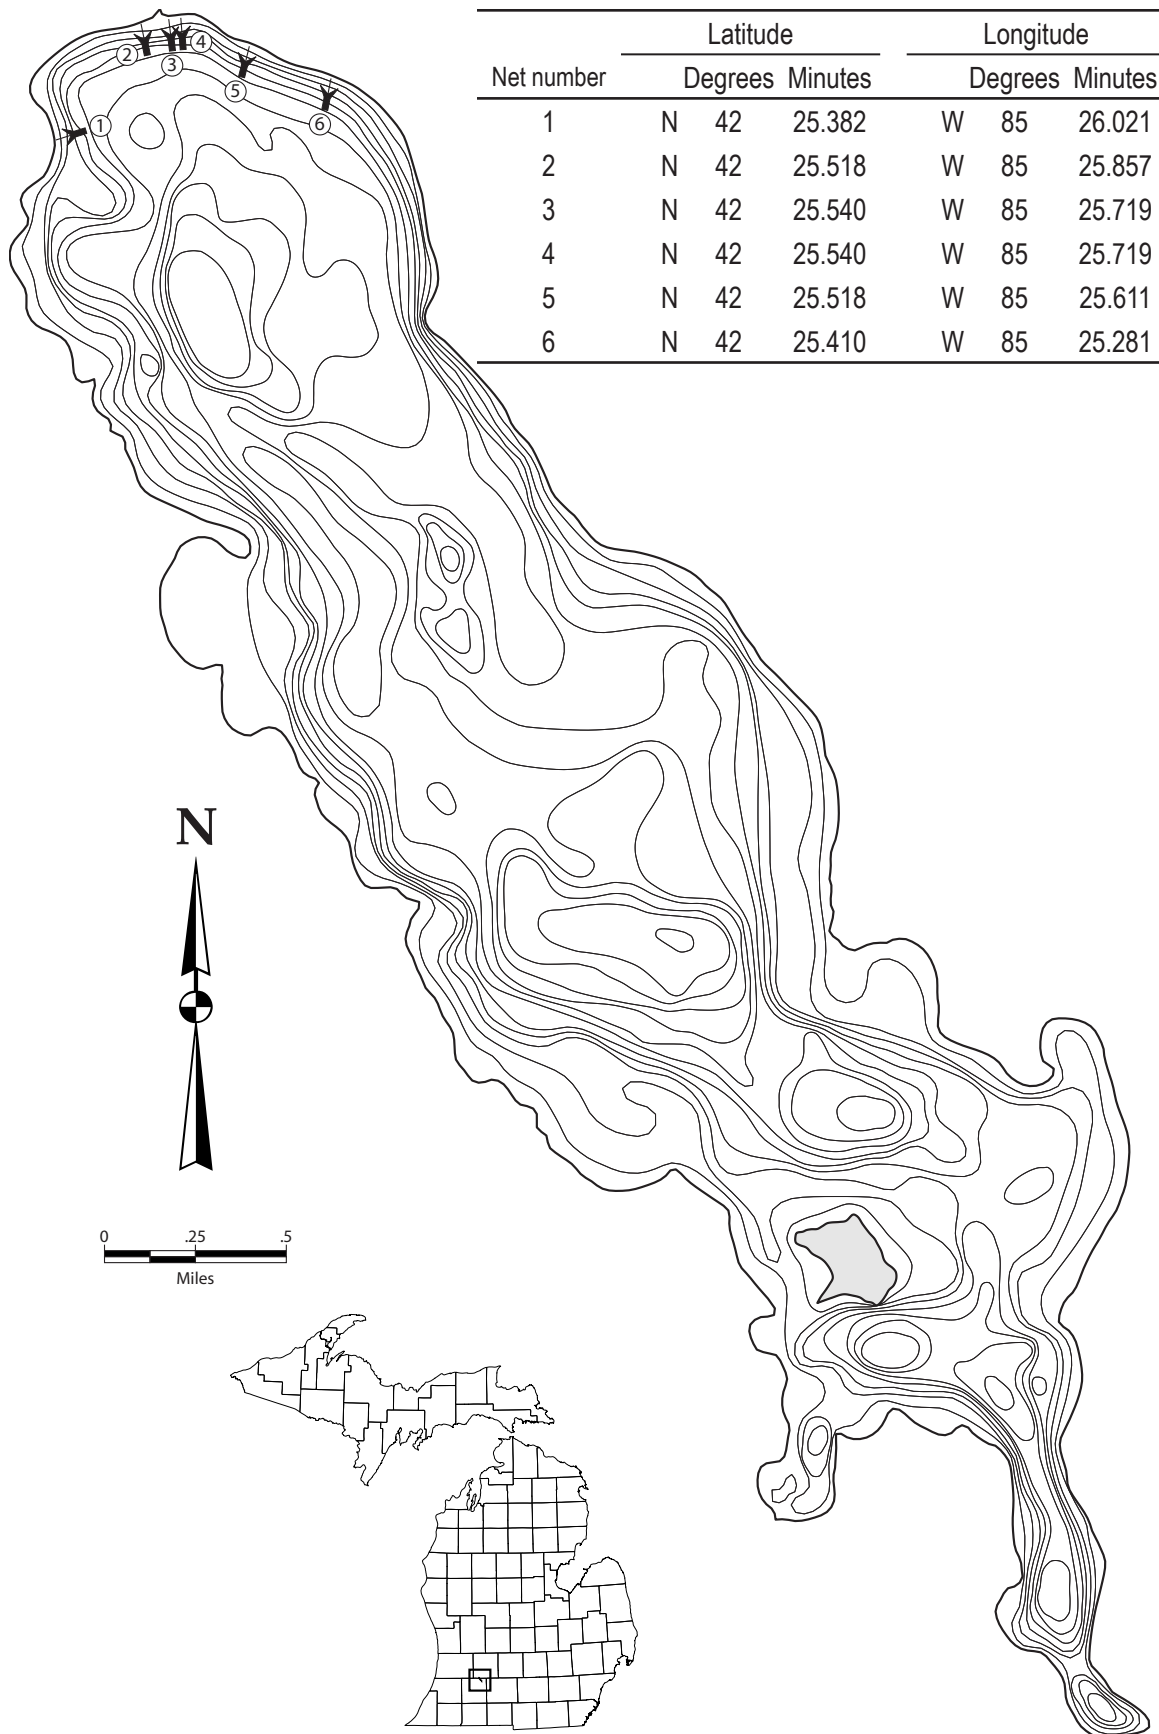 Latitude Longitude
Net number Degrees Minutes Degrees Minutes
1 N 42 25.382 W 85 26.021
2 N 42 25.518 W 85 25.857
3 N 42 25.540 W 85 25.719
4 N 42 25.540 W 85 25.719
5 N 42 25.518 W 85 25.611
6 N 42 25.410 W 85 25.281
2
3
4
5
6
1
N
0 .25 .5
Miles